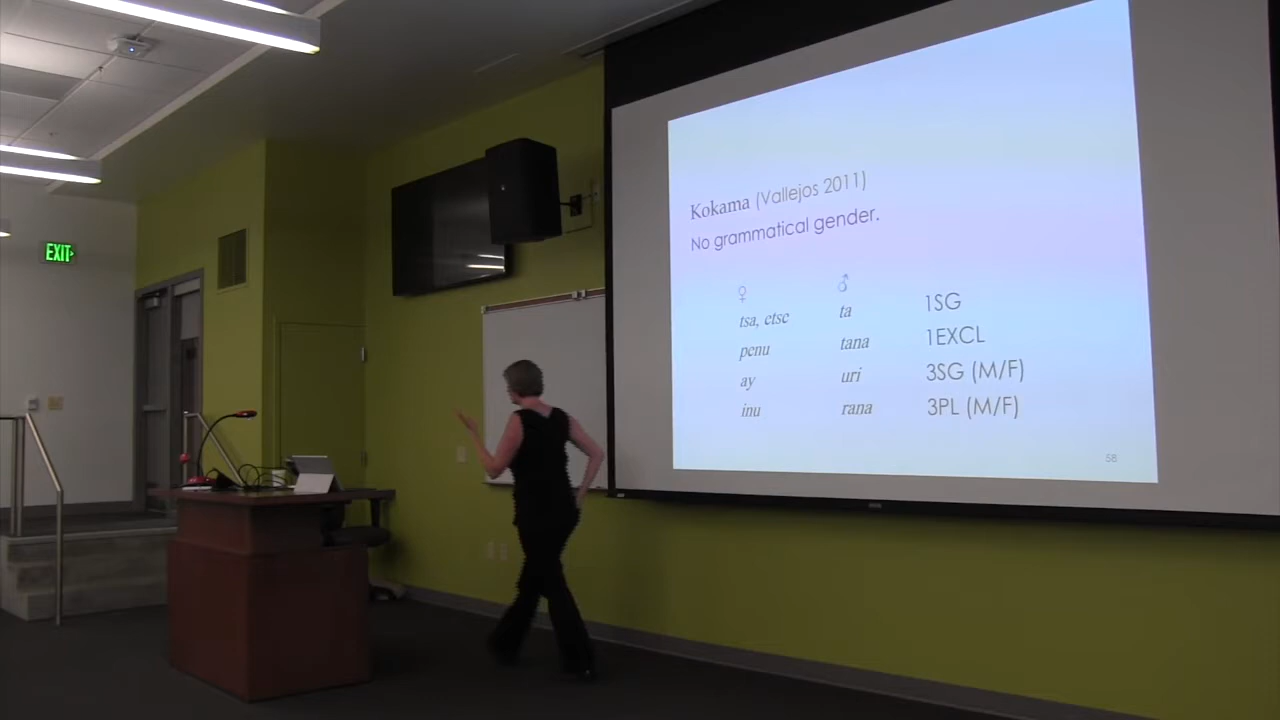 EXIT
Kokama (Vallejos 2011)
No grammatical gender.
♀ ♂
tsa, etse ta 1SG
penu tana 1EXCL
ay uri 3SG (M/F)
inu rana 3PL (M/F)
58